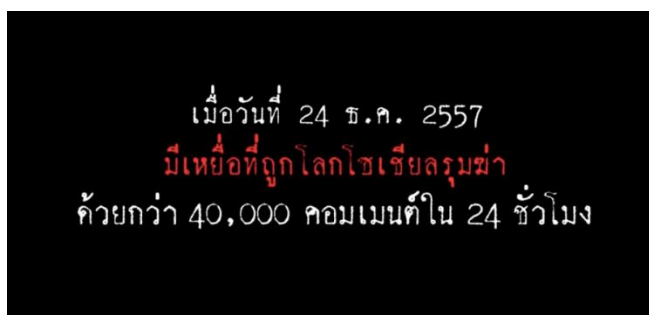 เมื่อวันที่ 24 ธ.ค. 2557
มีเหยื่อที่ถูกโลกโซเชียลรุมฆ่า
ด้วยกว่า 40,000 คอมเมนต์ใน 24 ชั่วโมง